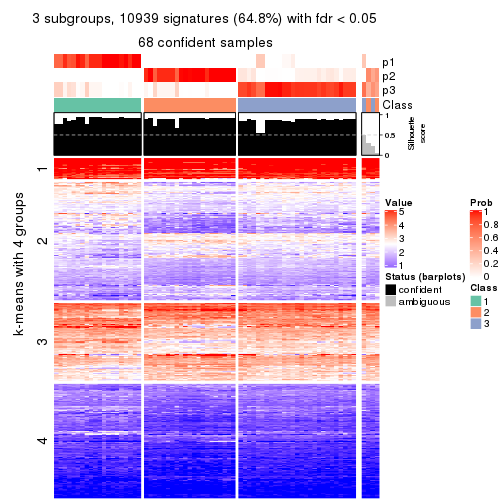 3 subgroups, 10939 signatures (64.8%) with fdr < 0.05
68 confident samples
p1
p2
p3
Class
1
0.5
0
Silhouette
score
k-means with 4 groups
1
2
3
4
Value
5
4
3
2
1
Status (barplots)
confident
ambiguous
Prob
1
0.8
0.6
0.4
0.2
0
Class
1
2
3